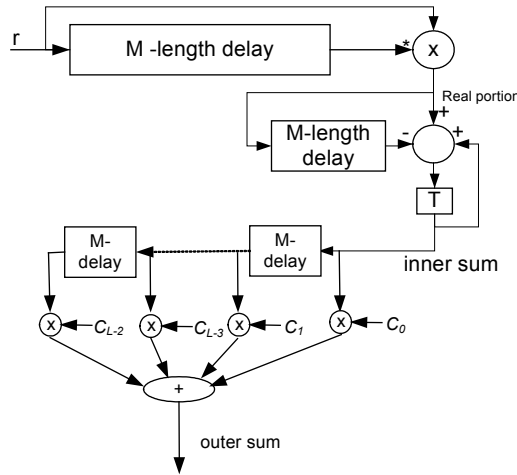 r
M -length delay
*
x
Real portion
+
M-length
delay
-
+
T
inner sum
M-
delay
M-
delay
x
C_{L-2}
x
C_{L-3}
x
C_1
x
C_0
+
outer sum